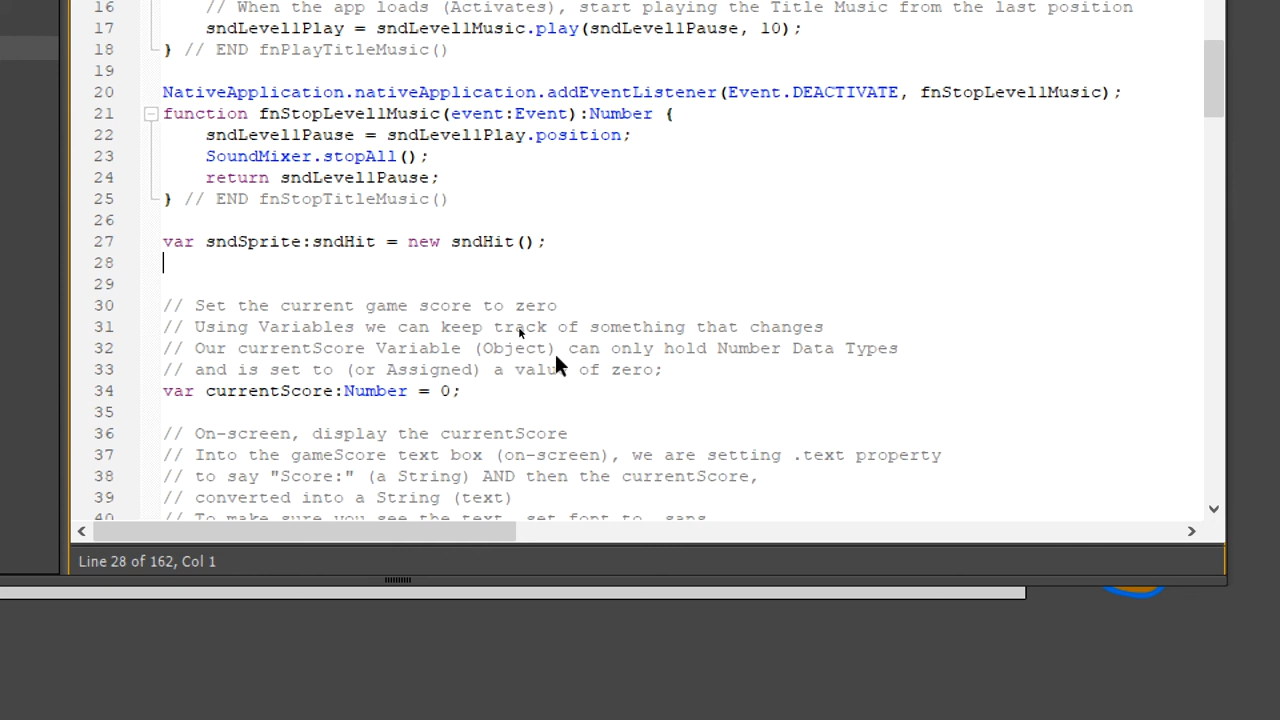 16 // When the app loads (Activates), start playing the Title Music from the last position
17 sndLevel1Play = sndLevel1Music.play(sndLevel1Pause, 10);
18 } // END fnPlayTitleMusic()
19
20 NativeApplication.nativeApplication.addEventListener(Event.DEACTIVATE, fnStopLevel1Music);
21 function fnStopLevel1Music(event:Event):Number {
22 sndLevel1Pause = sndLevel1Play.position;
23 SoundMixer.stopAll();
24 return sndLevel1Pause;
25 } // END fnStopTitleMusic()
26
27 var sndSprite:sndHit = new sndHit();
28
29
30 // Set the current game score to zero
31 // Using Variables we can keep track of something that changes
32 // Our currentScore Variable (Object) can only hold Number Data Types
33 // and is set to (or Assigned) a value of zero;
34 var currentScore:Number = 0;
35
36 // On-screen, display the currentScore
37 // Into the gameScore text box (on-screen), we are setting .text property
38 // to say "Score:" (a String) AND then the currentScore,
39 // converted into a String (text)
40 // To make sure you see the text, set font to _sans
Line 28 of 162, Col 1